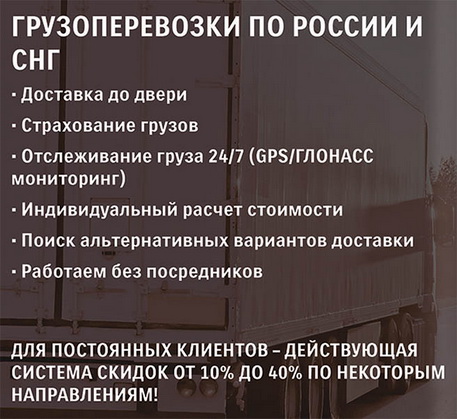 ГРУЗОПЕРЕВОЗКИ ПО РОССИИ И
СНГ
· Доставка до двери
· Страхование грузов
· Отслеживание груза 24/7 (GPS/ГЛОНАСС
мониторинг)
· Индивидуальный расчет стоимости
· Поиск альтернативных вариантов доставки
· Работаем без посредников
ДЛЯ ПОСТОЯННЫХ КЛИЕНТОВ – ДЕЙСТВУЮЩАЯ
СИСТЕМА СКИДОК ОТ 10% ДО 40% ПО НЕКОТОРЫМ
НАПРАВЛЕНИЯМ!